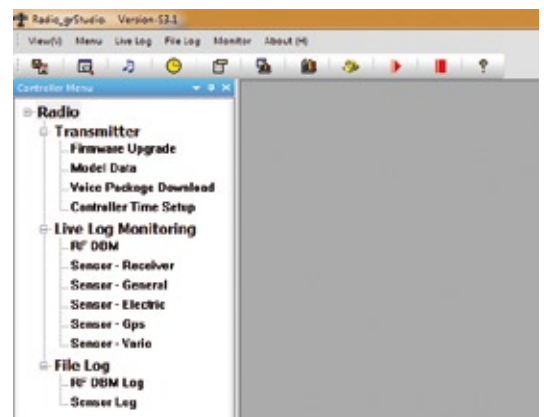 Radio_grStudio Version-S3.1
View(V) Menu Live Log File Log Monitor About (H)
Controller Menu
Radio
Transmitter
Firmware Upgrade
Model Data
Voice Package Download
Controller Time Setup
Live Log Monitoring
RF DBM
Sensor - Receiver
Sensor - General
Sensor - Electric
Sensor - Gps
Sensor - Vario
File Log
RF DBM Log
Sensor Log